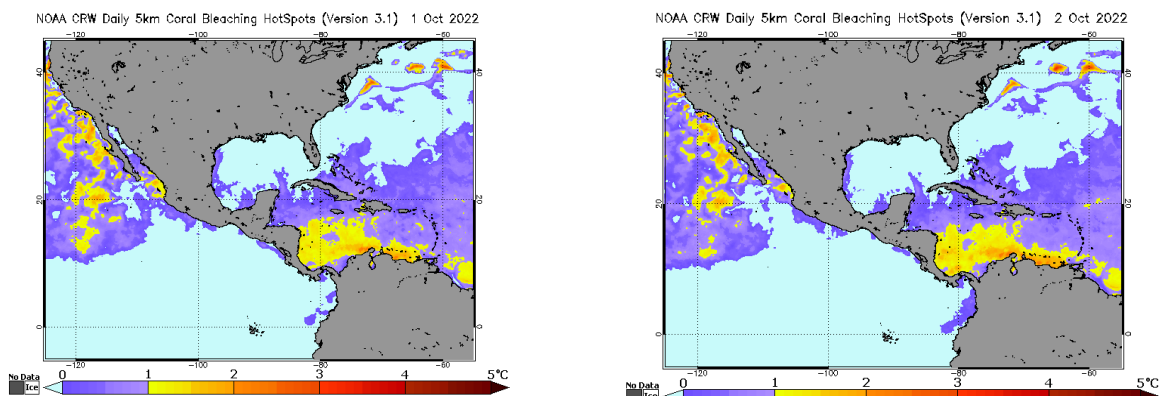 NOAA CRW Daily 5km Coral Bleaching HotSpots (Version 3.1) 1 Oct 2022
-120 -100 -80 -60
40 40
20 20
0 0
-120 -100 -80 -60
No Data
Ice
0 1 2 3 4 5°C
NOAA CRW Daily 5km Coral Bleaching HotSpots (Version 3.1) 2 Oct 2022
-120 -100 -80 -60
40 40
20 20
0 0
-120 -100 -80 -60
No Data
Ice
0 1 2 3 4 5°C